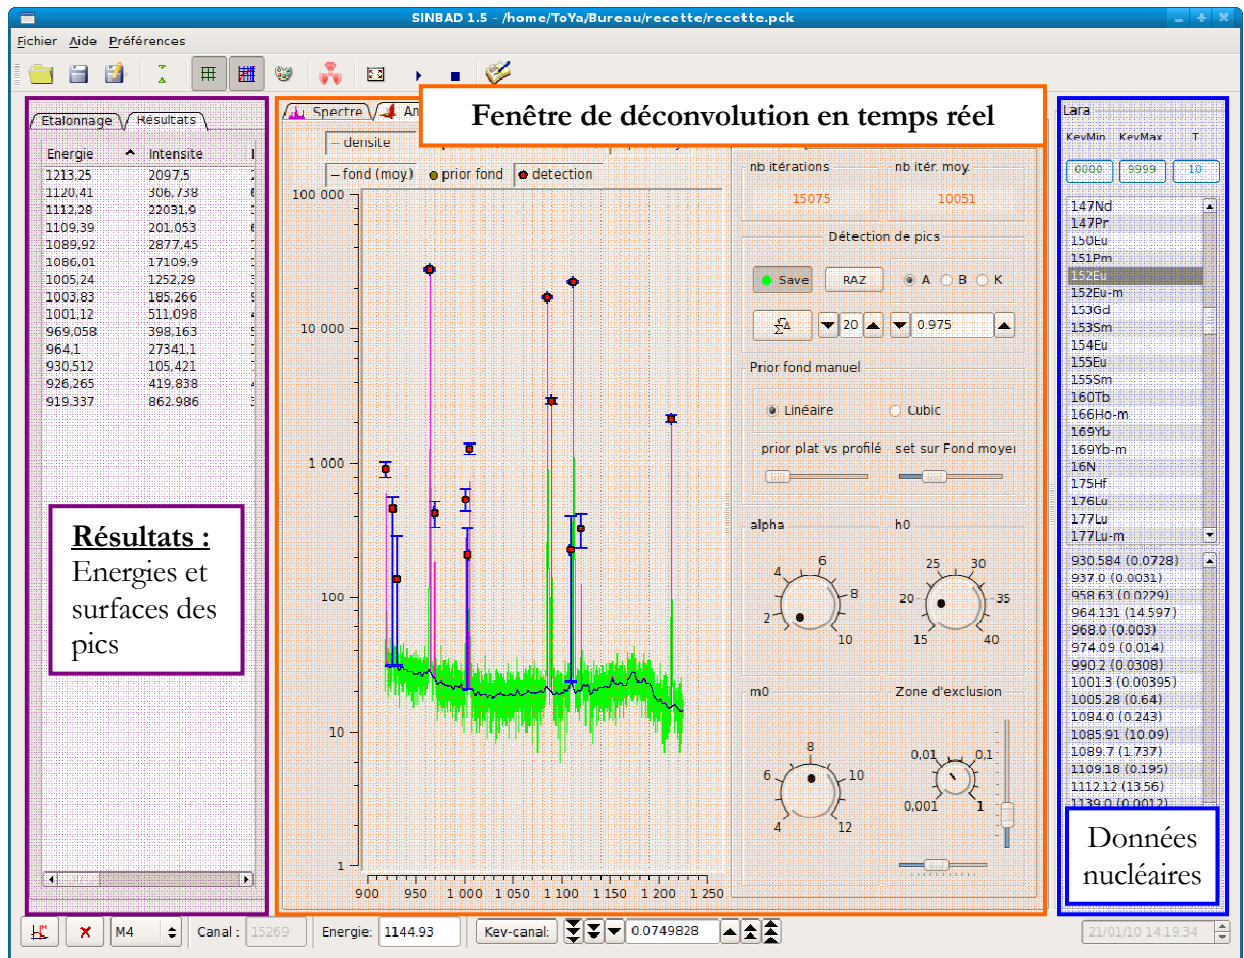 SINBAD 1.5 - /home/ToYa/Bureau/recette/recette.pck
Fichier Aide Préférences
Etalonnage Résultats
Energie Intensite
1213,25 2097,5
1120,41 306,738
1112,28 22031,9
1109,39 201,053
1089,92 2877,45
1086,01 17109,9
1005,24 1252,29
1003,83 185,266
1001,12 511,098
969,058 398,163
964,1 27341,1
930,512 105,421
926,265 419,838
919,337 862,986
Résultats :
Energies et
surfaces des
pics
Spectre
Fenêtre de déconvolution en temps réel
densite
fond (moy) prior fond detection
100 000
10 000
1 000
100
10
1
900 950 1 000 1 050 1 100 1 150 1 200 1 250
nb itérations nb itér. moy.
15075 10051
Détection de pics
Save RAZ A B K
20 0.975
Prior fond manuel
Linéaire Cubic
prior plat vs profilé set sur Fond moyen
alpha h0
2 4 6 8 10
15 20 25 30 35 40
m0 Zone d'exclusion
4 6 8 10 12
0,001 0,01 0,1 1
Lara
KevMin KevMax T
0000 9999 10
147Nd
147Pr
150Eu
151Pm
152Eu
152Eu-m
153Gd
153Sm
154Eu
155Eu
155Sm
160Tb
166Ho-m
169Yb
169Yb-m
16N
175Hf
176Lu
177Lu
177Lu-m
930.584 (0.0728)
937.0 (0.0031)
958.63 (0.0229)
964.131 (14.597)
968.0 (0.003)
974.09 (0.014)
990.2 (0.0308)
1001.3 (0.00395)
1005.28 (0.64)
1084.0 (0.243)
1085.91 (10.09)
1089.7 (1.737)
1109.18 (0.195)
1112.12 (13.56)
1139.0 (0.0012)
Données
nucléaires
M4 Canal : 15269 Energie: 1144.93 Kev-canal: 0.0749828 21/01/10 14:19:34